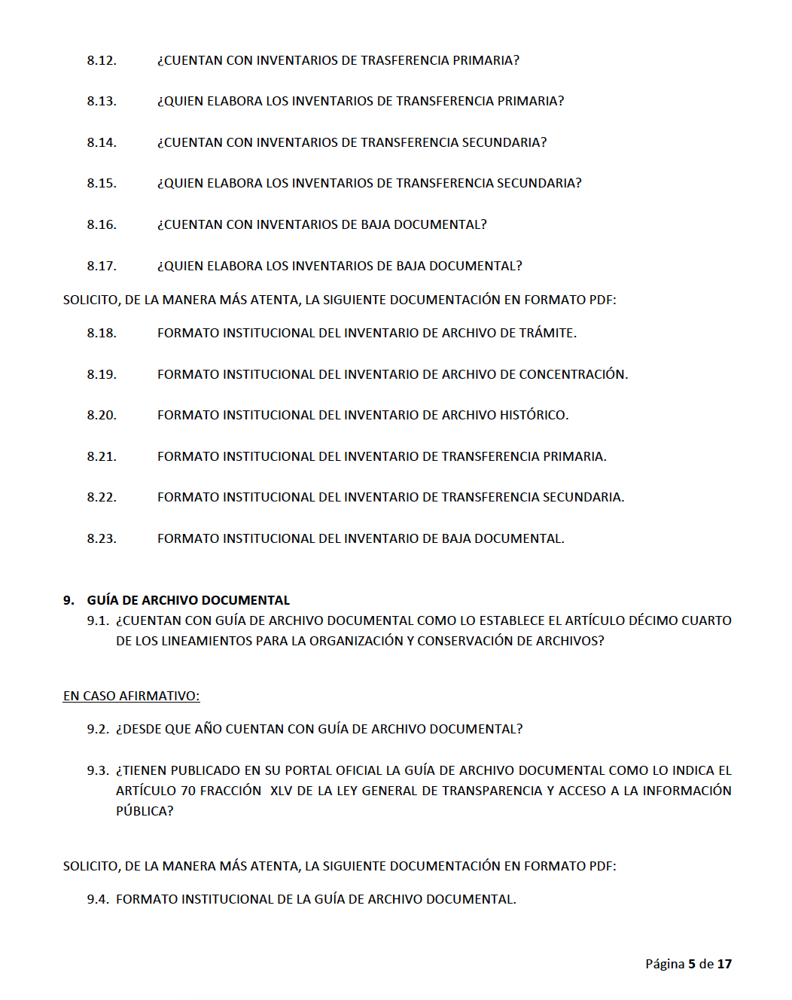 8.12. ¿CUENTAN CON INVENTARIOS DE TRASFERENCIA PRIMARIA?
8.13. ¿QUIEN ELABORA LOS INVENTARIOS DE TRANSFERENCIA PRIMARIA?
8.14. ¿CUENTAN CON INVENTARIOS DE TRANSFERENCIA SECUNDARIA?
8.15. ¿QUIEN ELABORA LOS INVENTARIOS DE TRANSFERENCIA SECUNDARIA?
8.16. ¿CUENTAN CON INVENTARIOS DE BAJA DOCUMENTAL?
8.17. ¿QUIEN ELABORA LOS INVENTARIOS DE BAJA DOCUMENTAL?
SOLICITO, DE LA MANERA MÁS ATENTA, LA SIGUIENTE DOCUMENTACIÓN EN FORMATO PDF:
8.18. FORMATO INSTITUCIONAL DEL INVENTARIO DE ARCHIVO DE TRÁMITE.
8.19. FORMATO INSTITUCIONAL DEL INVENTARIO DE ARCHIVO DE CONCENTRACIÓN.
8.20. FORMATO INSTITUCIONAL DEL INVENTARIO DE ARCHIVO HISTÓRICO.
8.21. FORMATO INSTITUCIONAL DEL INVENTARIO DE TRANSFERENCIA PRIMARIA.
8.22. FORMATO INSTITUCIONAL DEL INVENTARIO DE TRANSFERENCIA SECUNDARIA.
8.23. FORMATO INSTITUCIONAL DEL INVENTARIO DE BAJA DOCUMENTAL.
9. GUÍA DE ARCHIVO DOCUMENTAL
9.1. ¿CUENTAN CON GUÍA DE ARCHIVO DOCUMENTAL COMO LO ESTABLECE EL ARTÍCULO DÉCIMO CUARTO
DE LOS LINEAMIENTOS PARA LA ORGANIZACIÓN Y CONSERVACIÓN DE ARCHIVOS?
EN CASO AFIRMATIVO:
9.2. ¿DESDE QUE AÑO CUENTAN CON GUÍA DE ARCHIVO DOCUMENTAL?
9.3. ¿TIENEN PUBLICADO EN SU PORTAL OFICIAL LA GUÍA DE ARCHIVO DOCUMENTAL COMO LO INDICA EL
ARTÍCULO 70 FRACCIÓN XLV DE LA LEY GENERAL DE TRANSPARENCIA Y ACCESO A LA INFORMACIÓN
PÚBLICA?
SOLICITO, DE LA MANERA MÁS ATENTA, LA SIGUIENTE DOCUMENTACIÓN EN FORMATO PDF:
9.4. FORMATO INSTITUCIONAL DE LA GUÍA DE ARCHIVO DOCUMENTAL.
Página 5 de 17